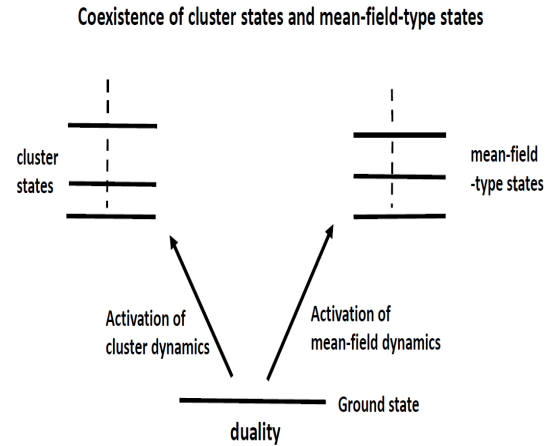 Coexistence of cluster states and mean-field-type states
cluster
states
mean-field
-type states
Activation of
cluster dynamics
Activation of
mean-field dynamics
Ground state
duality